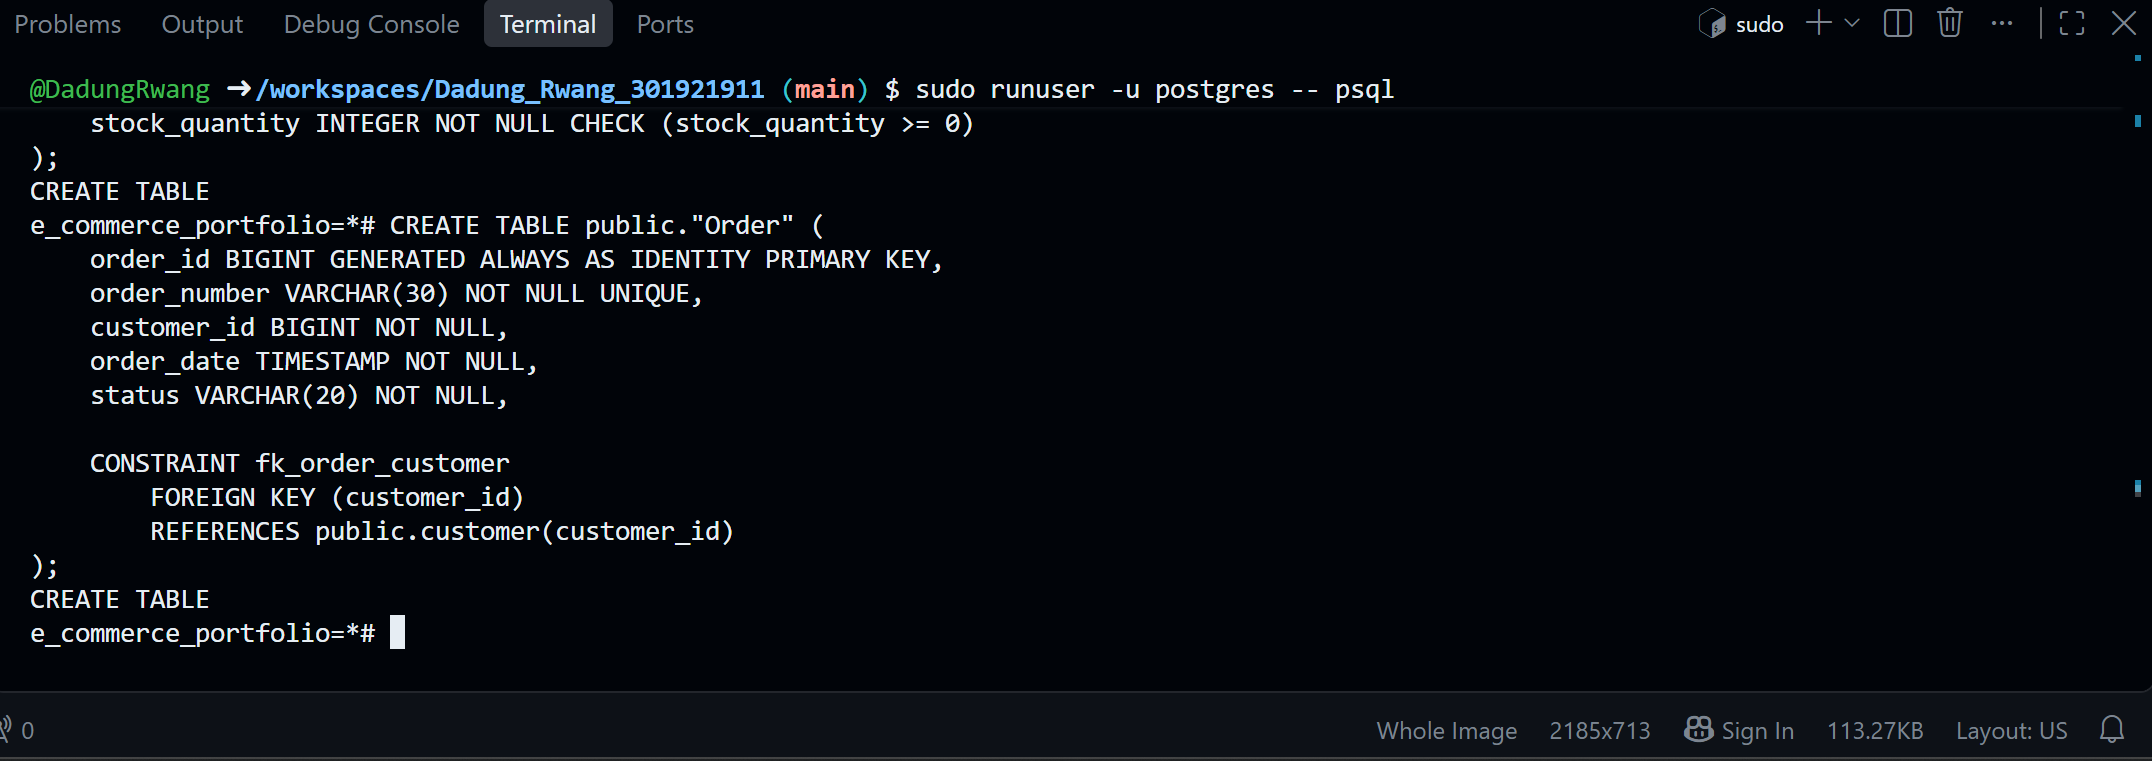 Problems Output Debug Console Terminal Ports sudo
@DadungRwang ➜ /workspaces/Dadung_Rwang_301921911 (main) $ sudo runuser -u postgres -- psql
    stock_quantity INTEGER NOT NULL CHECK (stock_quantity >= 0)
);
CREATE TABLE
e_commerce_portfolio=*# CREATE TABLE public."Order" (
    order_id BIGINT GENERATED ALWAYS AS IDENTITY PRIMARY KEY,
    order_number VARCHAR(30) NOT NULL UNIQUE,
    customer_id BIGINT NOT NULL,
    order_date TIMESTAMP NOT NULL,
    status VARCHAR(20) NOT NULL,
    CONSTRAINT fk_order_customer
        FOREIGN KEY (customer_id)
        REFERENCES public.customer(customer_id)
);
CREATE TABLE
e_commerce_portfolio=*#
0 Whole Image 2185x713 Sign In 113.27KB Layout: US